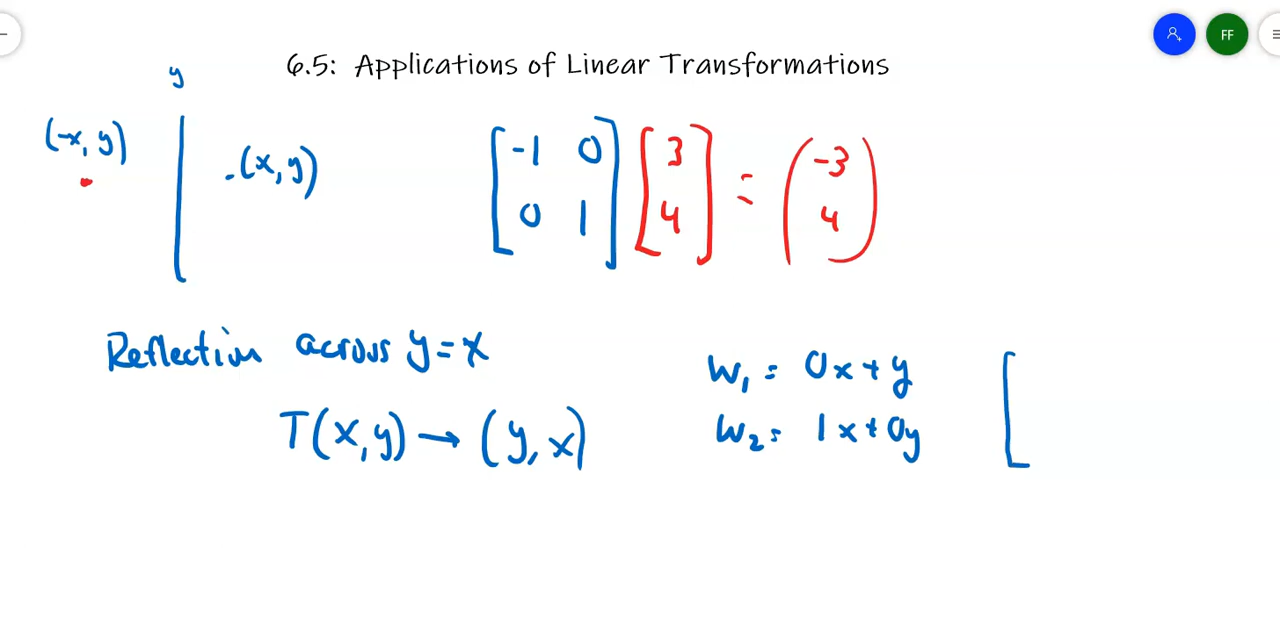 FF
6.5: Applications of Linear Transformations
y
(-x, y)
.(x, y)
[-1 0
0 1] [3
4] = (-3
4)
Reflection across y = x
T(x, y) → (y, x)
w₁ = 0x + y
w₂ = 1x + 0y
[